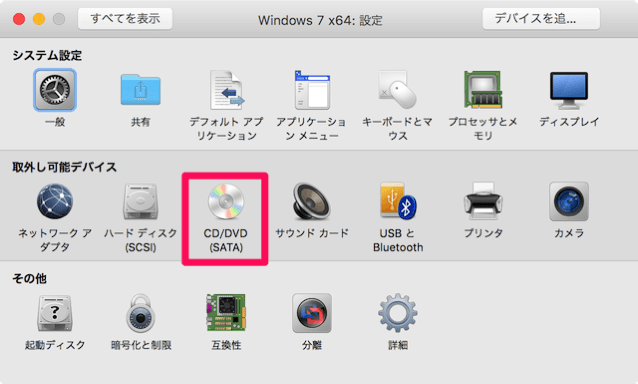 すべてを表示
Windows 7 x64: 設定
デバイスを追...
システム設定
一般
共有
デフォルト アプ
リケーション
アプリケーショ
ン メニュー
キーボードとマ
ウス
プロセッサとメ
モリ
ディスプレイ
取外し可能デバイス
ネットワーク ア
ダプタ
ハード ディスク
(SCSI)
CD/DVD
(SATA)
サウンド カード
USB と
Bluetooth
プリンタ
カメラ
その他
?
起動ディスク
暗号化と制限
互換性
分離
詳細